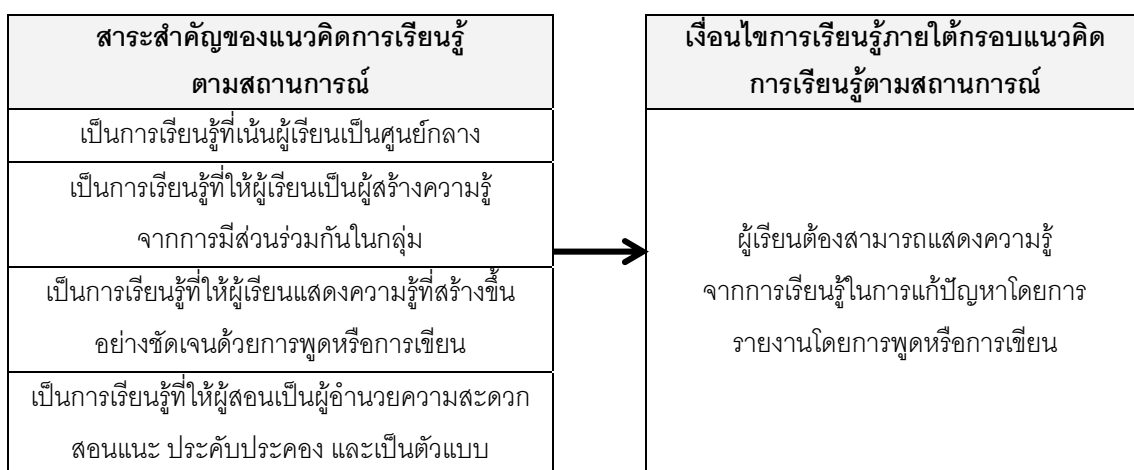 สาระสำคัญของแนวคิดการเรียนรู้
ตามสถานการณ์
เป็นการเรียนรู้ที่เน้นผู้เรียนเป็นศูนย์กลาง
เป็นการเรียนรู้ที่ให้ผู้เรียนเป็นผู้สร้างความรู้
จากการมีส่วนร่วมกันในกลุ่ม
เป็นการเรียนรู้ที่ให้ผู้เรียนแสดงความรู้ที่สร้างขึ้น
อย่างชัดเจนด้วยการพูดหรือการเขียน
เป็นการเรียนรู้ที่ให้ผู้สอนเป็นผู้อำนวยความสะดวก
สอนแนะ ประคับประคอง และเป็นตัวแบบ
เงื่อนไขการเรียนรู้ภายใต้กรอบแนวคิด
การเรียนรู้ตามสถานการณ์
ผู้เรียนต้องสามารถแสดงความรู้
จากการเรียนรู้ในการแก้ปัญหาโดยการ
รายงานโดยการพูดหรือการเขียน